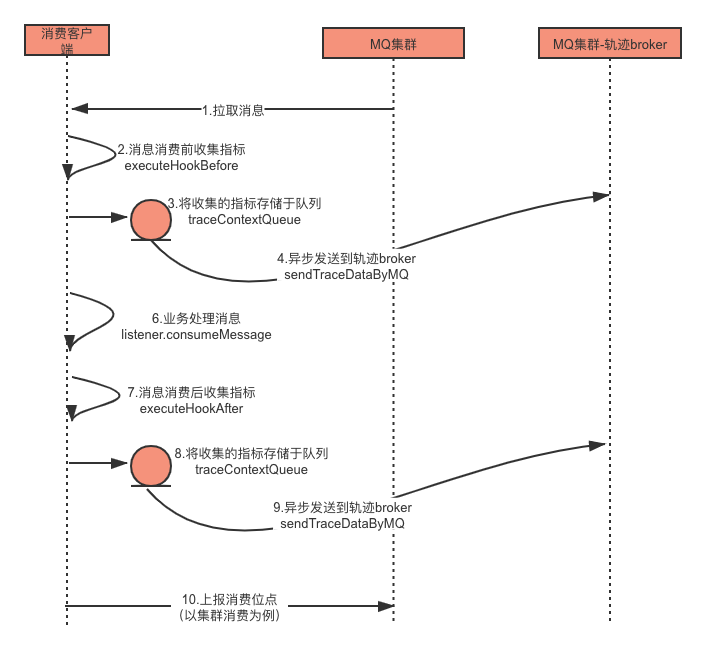 消费客户
端
MQ集群
MQ集群-轨迹broker
1.拉取消息
2.消息消费前收集指标
executeHookBefore
3.将收集的指标存储于队列
traceContextQueue
4.异步发送到轨迹broker
sendTraceDataByMQ
6.业务处理消息
listener.consumeMessage
7.消息消费后收集指标
executeHookAfter
8.将收集的指标存储于队列
traceContextQueue
9.异步发送到轨迹broker
sendTraceDataByMQ
10.上报消费位点
(以集群消费为例)